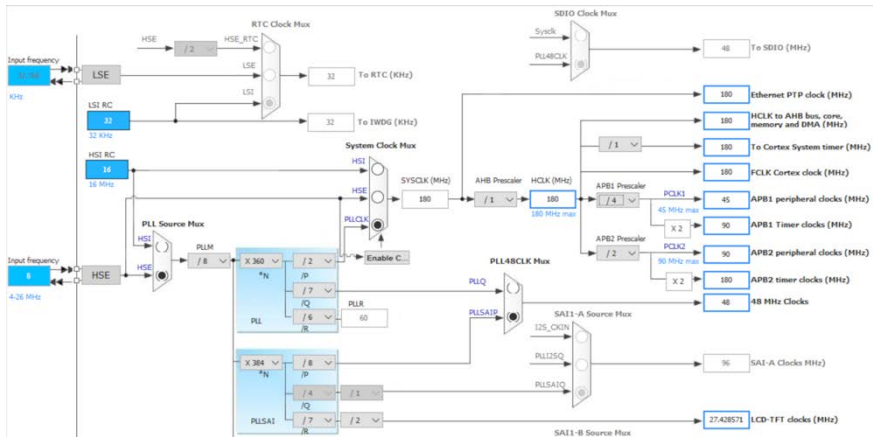 SDIO Clock Mux
RTC Clock Mux
Sysclk
HSE
/ 2
HSE_RTC
48
To SDIO (MHz)
PLL48CLK
Input frequency
LSE
LSE
32
To RTC (KHz)
KHz
LSI
180
Ethernet PTP clock (MHz)
LSI RC
32
32
To IWDG (KHz)
180
HCLK to AHB bus, core,
memory and DMA (MHz)
32 KHz
System Clock Mux
/ 1
180
To Cortex System timer (MHz)
HSI RC
HSI
16
SYSCLK (MHz)
AHB Prescaler
HCLK (MHz)
180
FCLK Cortex clock (MHz)
16 MHz
APB1 Prescaler
HSE
PCLK1
180
/ 1
180
/ 4
45
APB1 peripheral clocks (MHz)
180 MHz max
45 MHz max
PLL Source Mux
PLLCLK
X 2
90
APB1 Timer clocks (MHz)
HSI
PLLM
APB2 Prescaler
PCLK2
Input frequency
/ 8
X 360
/ 2
Enable C...
PLL48CLK Mux
/ 2
90
APB2 peripheral clocks (MHz)
90 MHz max
HSE
*N
/P
8
HSE
/ 7
PLLQ
X 2
180
APB2 timer clocks (MHz)
4-26 MHz
/Q
PLLR
48
48 MHz Clocks
/ 6
60
PLLSAIP
PLL
/R
SAI1-A Source Mux
I2S_CKIN
X 384
/ 8
PLLI2SQ
96
SAI-A Clocks MHz)
*N
/P
PLLSAIQ
/ 4
/ 1
/Q
PLLSAI
/ 7
/ 2
27.428571
LCD-TFT clocks (MHz)
/R
SAI1-B Source Mux